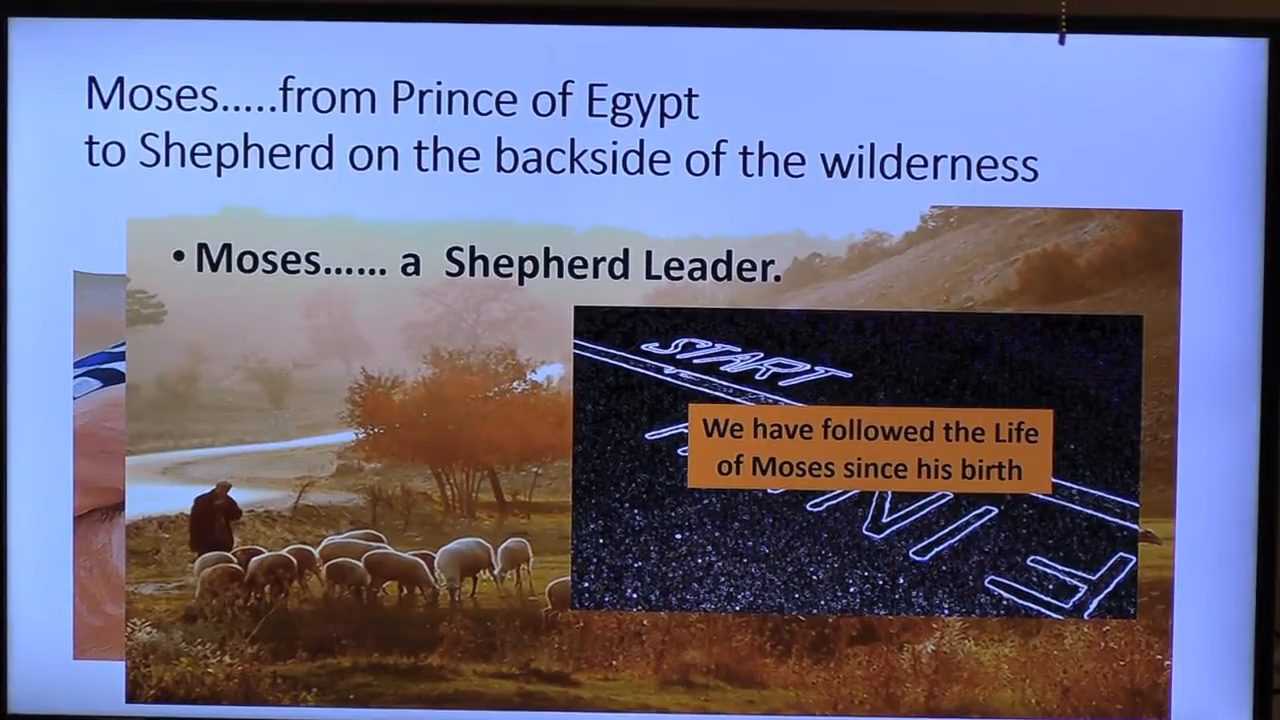 Moses.....from Prince of Egypt
to Shepherd on the backside of the wilderness
• Moses...... a Shepherd Leader.
START
We have followed the Life
of Moses since his birth